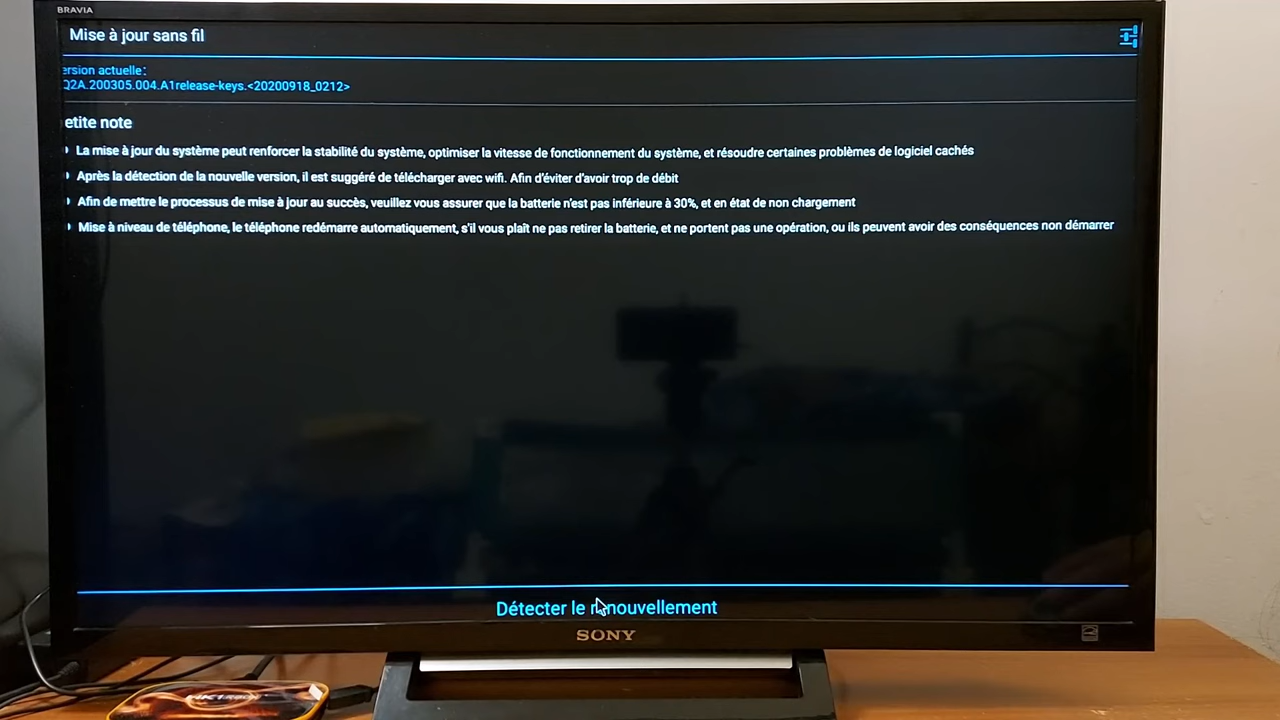 BRAVIA
Mise à jour sans fil
ersion actuelle:
Q2A.200305.004.A1release-keys.<20200918_0212>
etite note
La mise à jour du système peut renforcer la stabilité du système, optimiser la vitesse de fonctionnement du système, et résoudre certaines problèmes de logiciel cachés
Après la détection de la nouvelle version, il est suggéré de télécharger avec wifi. Afin d'éviter d'avoir trop de débit
Afin de mettre le processus de mise à jour au succès, veuillez vous assurer que la batterie n'est pas inférieure à 30%, et en état de non chargement
Mise à niveau de téléphone, le téléphone redémarre automatiquement, s'il vous plaît ne pas retirer la batterie, et ne portent pas une opération, ou ils peuvent avoir des conséquences non démarrer
Détecter le renouvellement
SONY